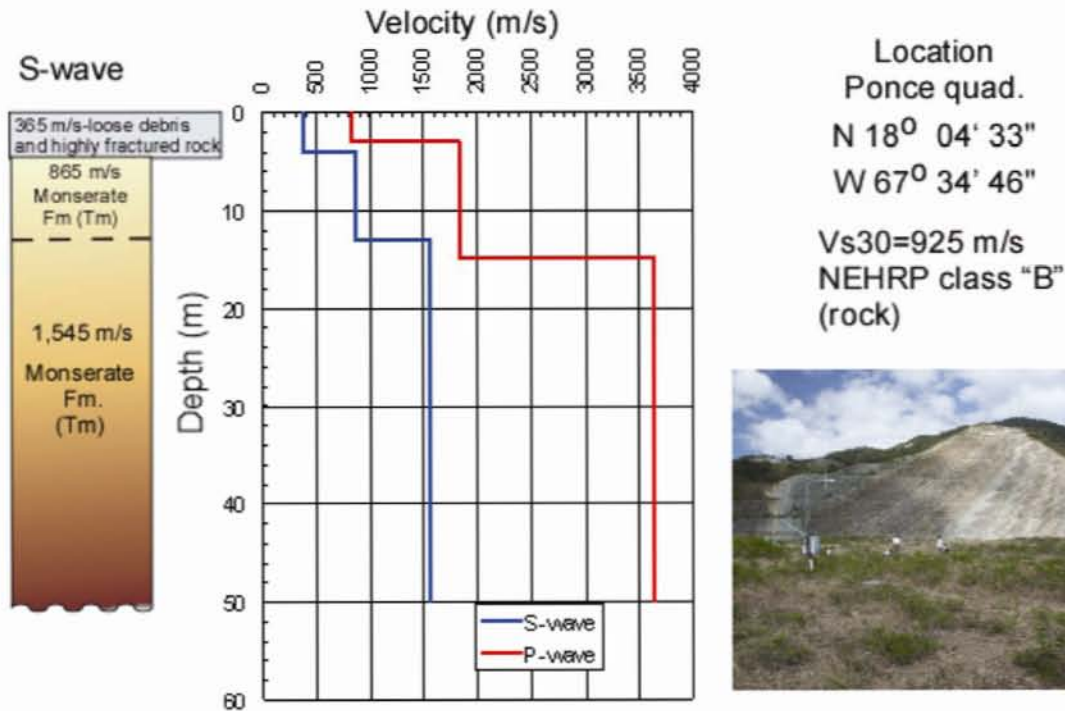 S-wave
365 m/s-loose debris
and highly fractured rock
865 m/s
Monserate
Fm (Tm)
1,545 m/s
Monserate
Fm.
(Tm)
Velocity (m/s)
0
500
1000
1500
2000
2500
3000
3500
4000
Depth (m)
0
10
20
30
40
50
60
S-wave
P-wave
Location
Ponce quad.
N 18° 04' 33"
W 67° 34' 46"
Vs30=925 m/s
NEHRP class “B”
(rock)